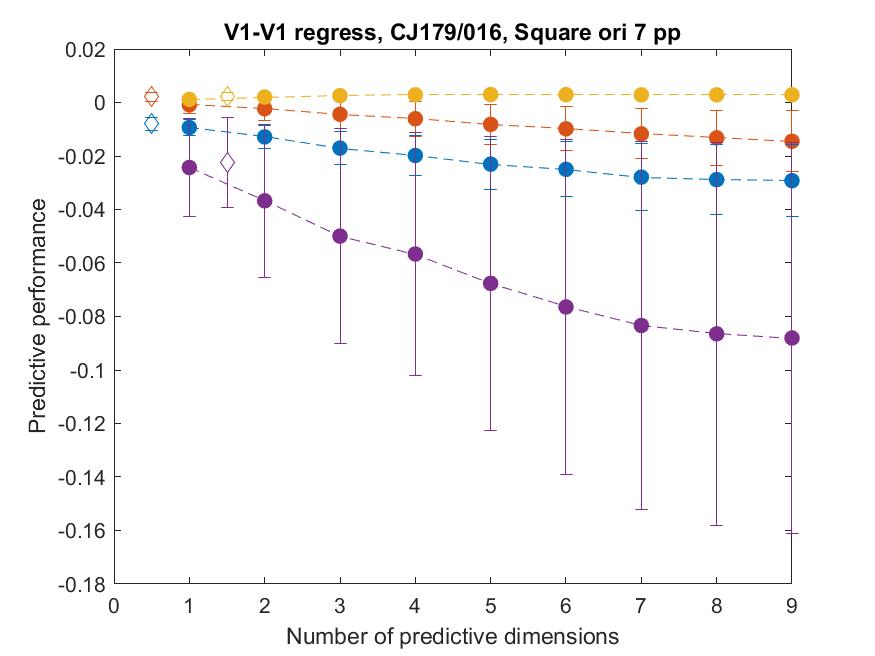 V1-V1 regress, CJ179/016, Square ori 7 pp
0.02
0
-0.02
-0.04
-0.06
-0.08
-0.1
-0.12
-0.14
-0.16
-0.18
Predictive performance
0 1 2 3 4 5 6 7 8 9
Number of predictive dimensions